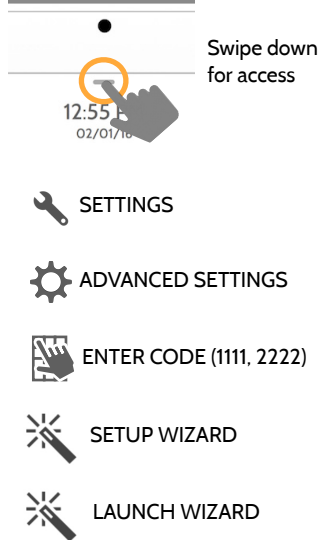 Swipe down
for access
12:55
02/01/
SETTINGS
ADVANCED SETTINGS
ENTER CODE (1111, 2222)
SETUP WIZARD
LAUNCH WIZARD